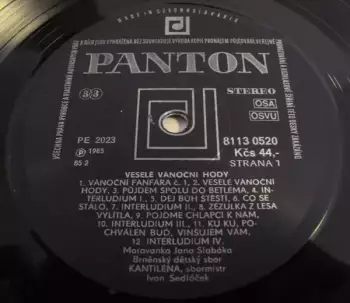 MADE IN CZECHOSLOVAKIA
PANTON
33
STEREO
OSA
OSVU
PE 2023
℗ 1985
85 2
8113 0520
Kčs 44,-
STRANA 1
VESELÉ VÁNOČNÍ HODY
1. VÁNOČNÍ FANFÁRA č. 1, 2. VESELÉ VÁNOČNÍ
HODY, 3. PÔJDEM SPOLU DO BETLÉMA, 4. IN-
TERLUDIUM I., 5. DEJ BŮH ŠTĚSTÍ, 6. CO SE
STALO, 7. INTERLUDIUM II., 8. ZEZULKA Z LESA
VYLÍTLA, 9. PÚJDME CHLAPCI K NÁM,
10. INTERLUDIUM III., 11. KU KU, PO-
CHVÁLEN BUĎ, VINŠUJEM VÁM,
12. INTERLUDIUM IV.
Moravanka Jana Slabáka
Brněnský dětský sbor
KANTILÉNA, sbormistr
Ivan Sedláček